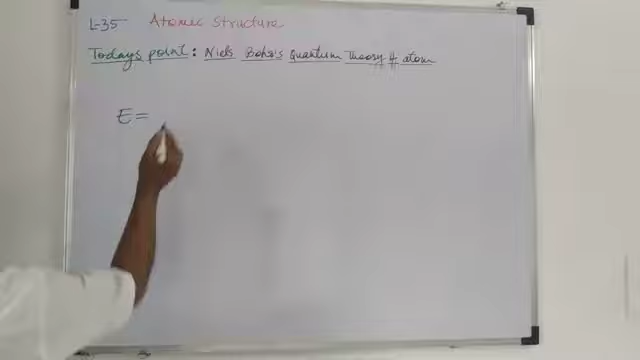 L-35 Atomic Structure
Todays point: Niels Bohr's Quantum Theory of atom
E=